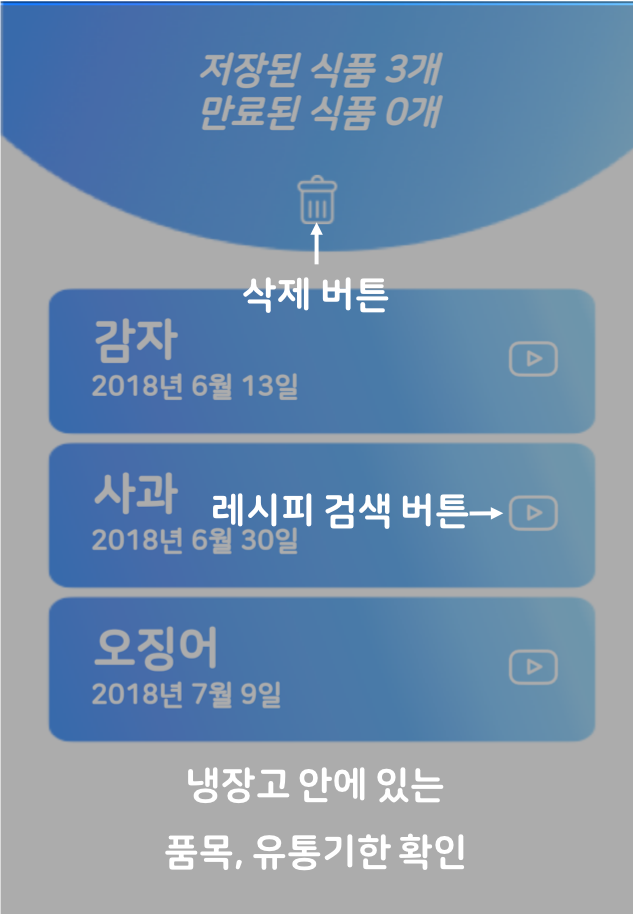 저장된 식품 3개
만료된 식품 0개
삭제 버튼
감자
2018년 6월 13일
사과
레시피 검색 버튼
2018년 6월 30일
오징어
2018년 7월 9일
냉장고 안에 있는
품목, 유통기한 확인